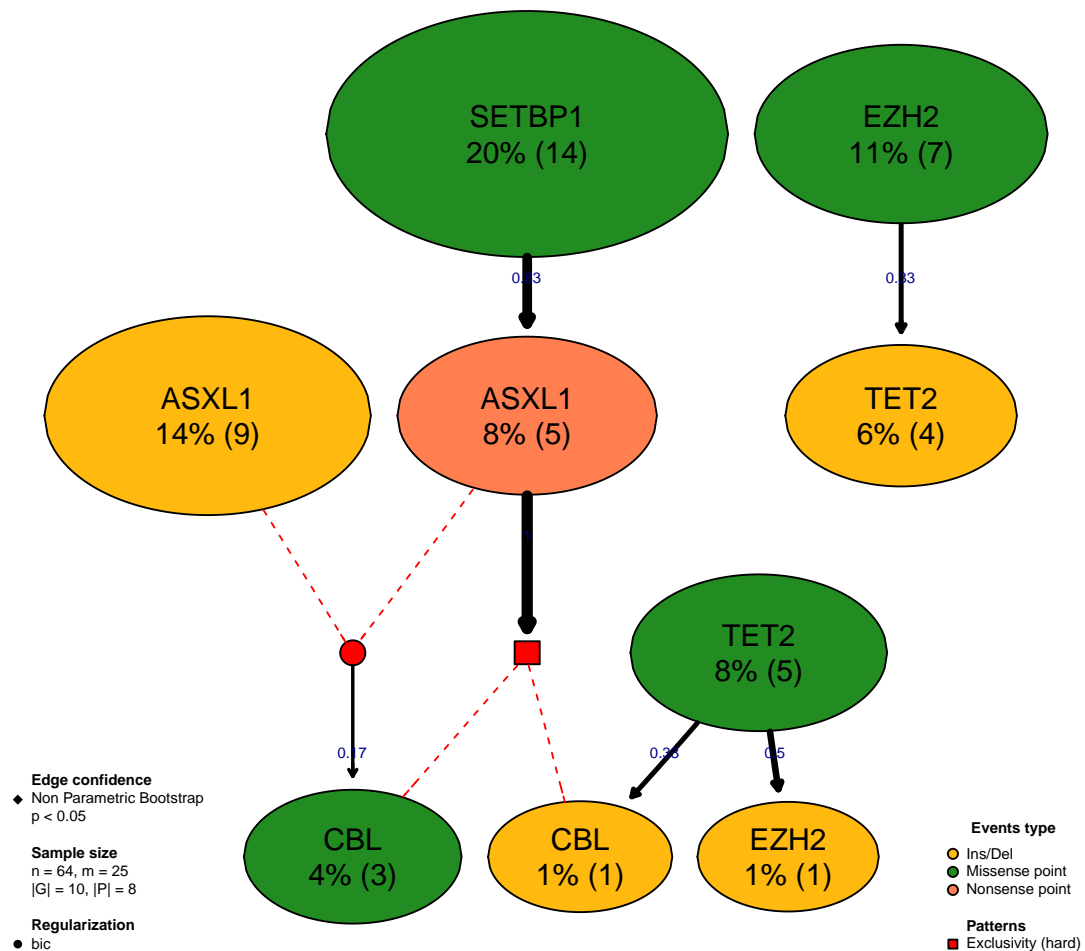 SETBP1
20% (14)
EZH2
11% (7)
0.33
ASXL1
14% (9)
ASXL1
8% (5)
TET2
6% (4)
1
TET2
8% (5)
0.17
0.33
0.5
CBL
4% (3)
CBL
1% (1)
EZH2
1% (1)
Edge confidence
Non Parametric Bootstrap
p < 0.05
Sample size
n = 64, m = 25
|G| = 10, |P| = 8
Regularization
bic
Events type
Ins/Del
Missense point
Nonsense point
Patterns
Exclusivity (hard)